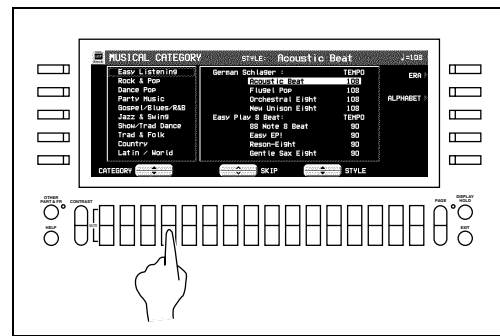 MUSICAL CATEGORY STYLE: Acoustic Beat ♩=108
Easy Listening
Rock & Pop
Dance Pop
Party Music
Gospel/Blues/R&B
Jazz & Swing
Show/Trad Dance
Trad & Folk
Country
Latin / World
German Schlager : TEMPO
Acoustic Beat 108
Flugel Pop 108
Orchestral Eight 108
New Unison Eight 108
Easy Play 8 Beat: TEMPO
88 Note 8 Beat 90
Easy EP! 90
Reson-Eight 90
Gentle Sax Eight 90
ERA
ALPHABET
CATEGORY SKIP STYLE
OTHER
PART & FR
CONTRAST
HELP
MUTE
PAGE
DISPLAY
HOLD
EXIT